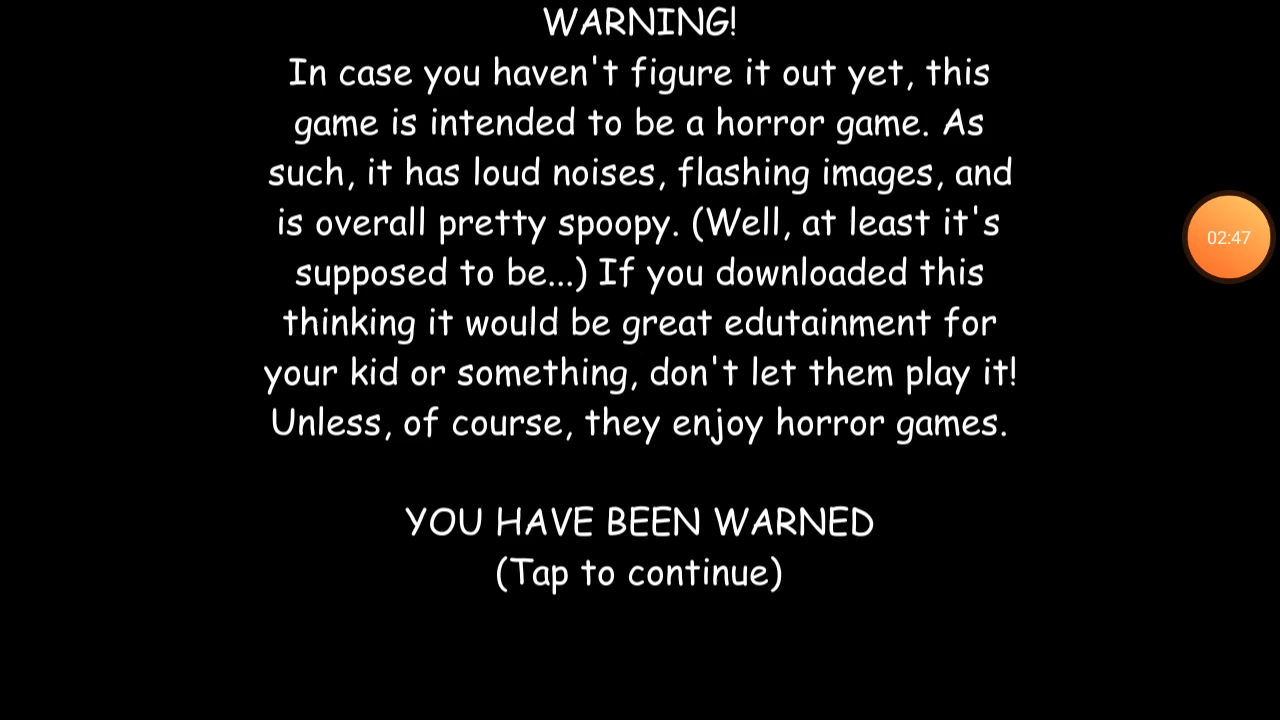 WARNING!
In case you haven't figure it out yet, this
game is intended to be a horror game. As
such, it has loud noises, flashing images, and
is overall pretty spoopy. (Well, at least it's
supposed to be...) If you downloaded this
thinking it would be great edutainment for
your kid or something, don't let them play it!
Unless, of course, they enjoy horror games.
YOU HAVE BEEN WARNED
(Tap to continue)
02:47